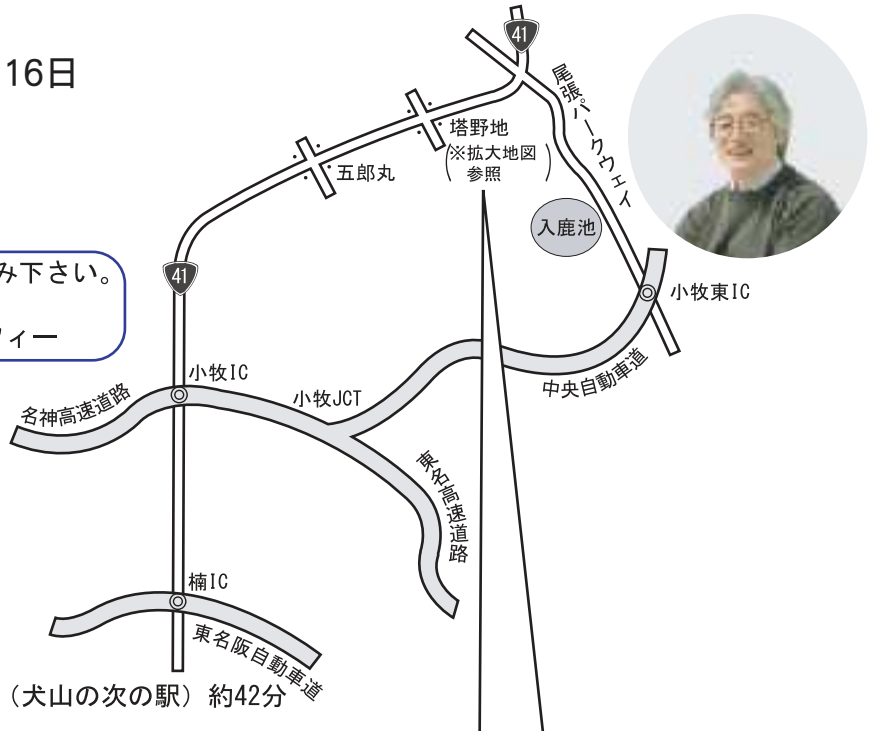 16日
41
尾張パークウェイ
塔野地
(※拡大地図
参照)
五郎丸
入鹿池
み下さい。
41
小牧東IC
ィー
小牧IC
小牧JCT
中央自動車道
名神高速道路
東名高速道路
楠IC
東名阪自動車道
(犬山の次の駅)約42分